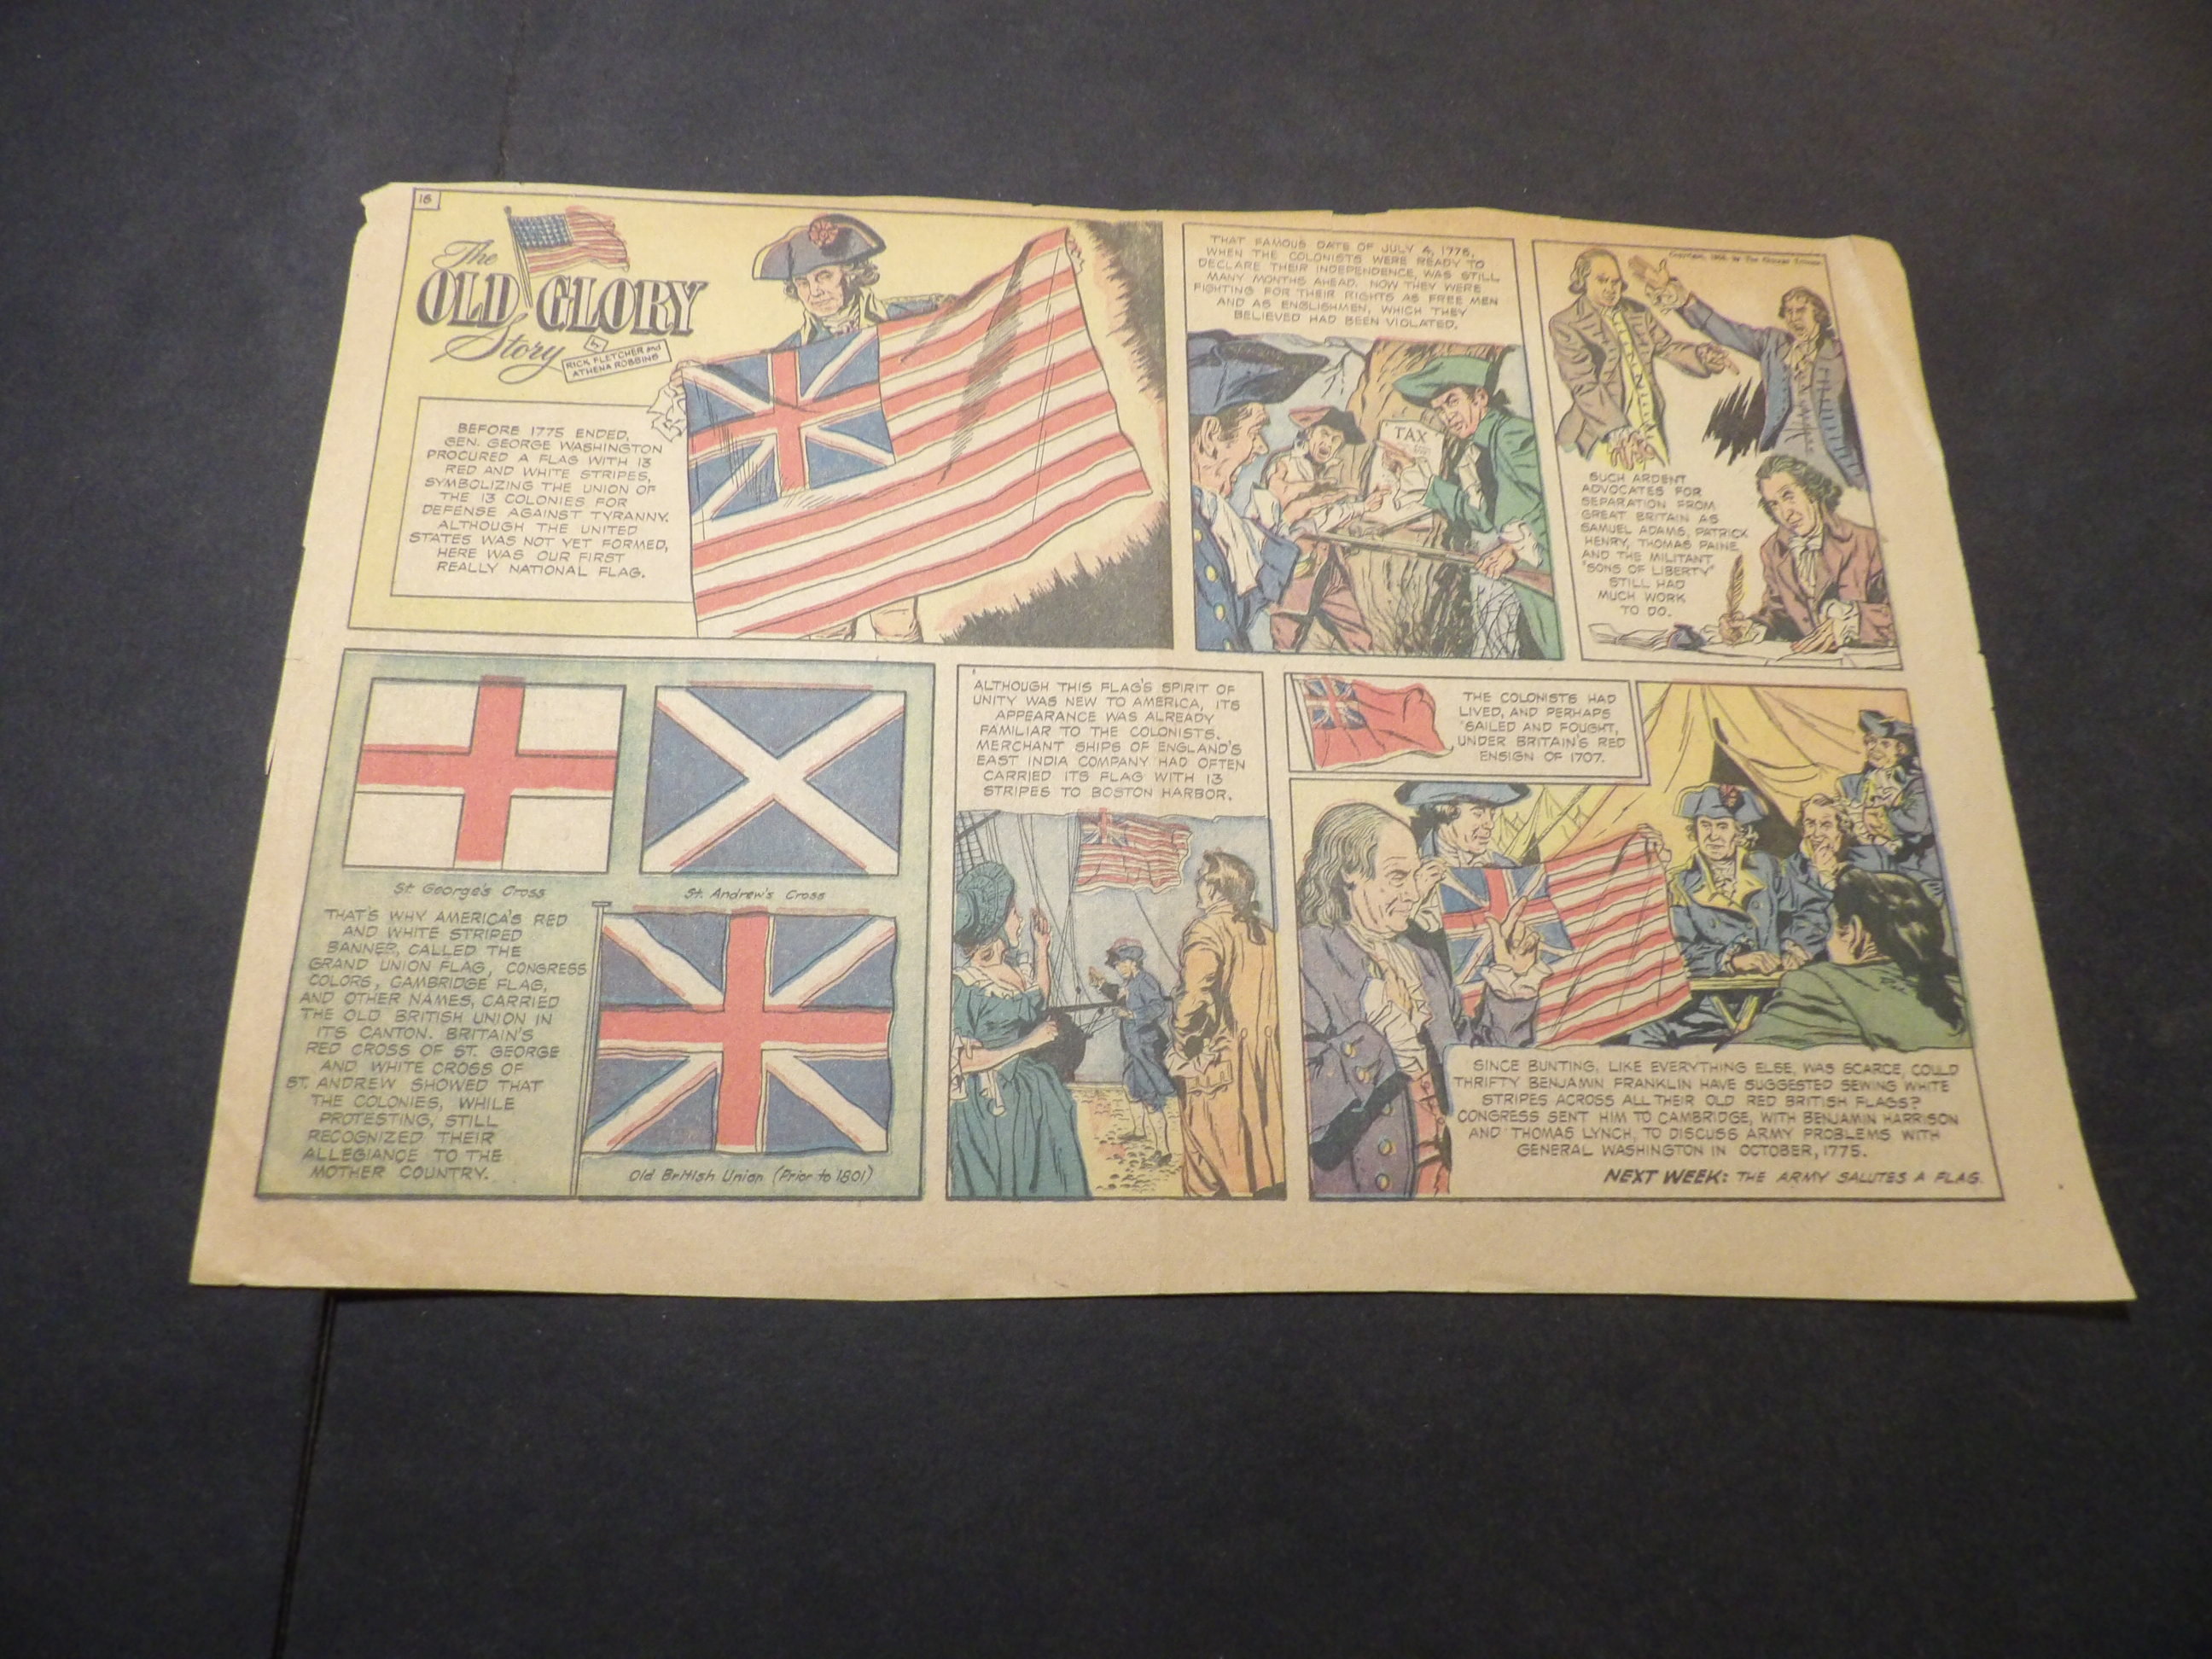 18
The
OLD GLORY
Story
by
RICK FLETCHER and
ATHENA ROBBINS
BEFORE 1775 ENDED,
GEN. GEORGE WASHINGTON
PROCURED A FLAG WITH 13
RED AND WHITE STRIPES,
SYMBOLIZING THE UNION OF
THE 13 COLONIES FOR
DEFENSE AGAINST TYRANNY.
ALTHOUGH THE UNITED
STATES WAS NOT YET FORMED,
HERE WAS OUR FIRST
REALLY NATIONAL FLAG.
THAT FAMOUS DATE OF JULY 4, 1776,
WHEN THE COLONISTS WERE READY TO
DECLARE THEIR INDEPENDENCE, WAS STILL
MANY MONTHS AHEAD. NOW THEY WERE
FIGHTING FOR THEIR RIGHTS AS FREE MEN
AND AS ENGLISHMEN, WHICH THEY
BELIEVED HAD BEEN VIOLATED.
TAX
SUCH ARDENT
ADVOCATES FOR
SEPARATION FROM
GREAT BRITAIN AS
SAMUEL ADAMS, PATRICK
HENRY, THOMAS PAINE
AND THE MILITANT
"SONS OF LIBERTY"
STILL HAD
MUCH WORK
TO DO.
St. George's Cross
St. Andrew's Cross
THAT'S WHY AMERICA'S RED
AND WHITE STRIPED
BANNER, CALLED THE
GRAND UNION FLAG, CONGRESS
COLORS, CAMBRIDGE FLAG,
AND OTHER NAMES, CARRIED
THE OLD BRITISH UNION IN
ITS CANTON. BRITAIN'S
RED CROSS OF ST. GEORGE
AND WHITE CROSS OF
ST. ANDREW SHOWED THAT
THE COLONIES, WHILE
PROTESTING, STILL
RECOGNIZED THEIR
ALLEGIANCE TO THE
MOTHER COUNTRY.
Old British Union (Prior to 1801)
ALTHOUGH THIS FLAG'S SPIRIT OF
UNITY WAS NEW TO AMERICA, ITS
APPEARANCE WAS ALREADY
FAMILIAR TO THE COLONISTS.
MERCHANT SHIPS OF ENGLAND'S
EAST INDIA COMPANY HAD OFTEN
CARRIED ITS FLAG WITH 13
STRIPES TO BOSTON HARBOR.
THE COLONISTS HAD
LIVED, AND PERHAPS
SAILED AND FOUGHT,
UNDER BRITAIN'S RED
ENSIGN OF 1707.
SINCE BUNTING, LIKE EVERYTHING ELSE, WAS SCARCE, COULD
THRIFTY BENJAMIN FRANKLIN HAVE SUGGESTED SEWING WHITE
STRIPES ACROSS ALL THEIR OLD RED BRITISH FLAGS?
CONGRESS SENT HIM TO CAMBRIDGE, WITH BENJAMIN HARRISON
AND THOMAS LYNCH, TO DISCUSS ARMY PROBLEMS WITH
GENERAL WASHINGTON IN OCTOBER, 1775.
NEXT WEEK: THE ARMY SALUTES A FLAG.